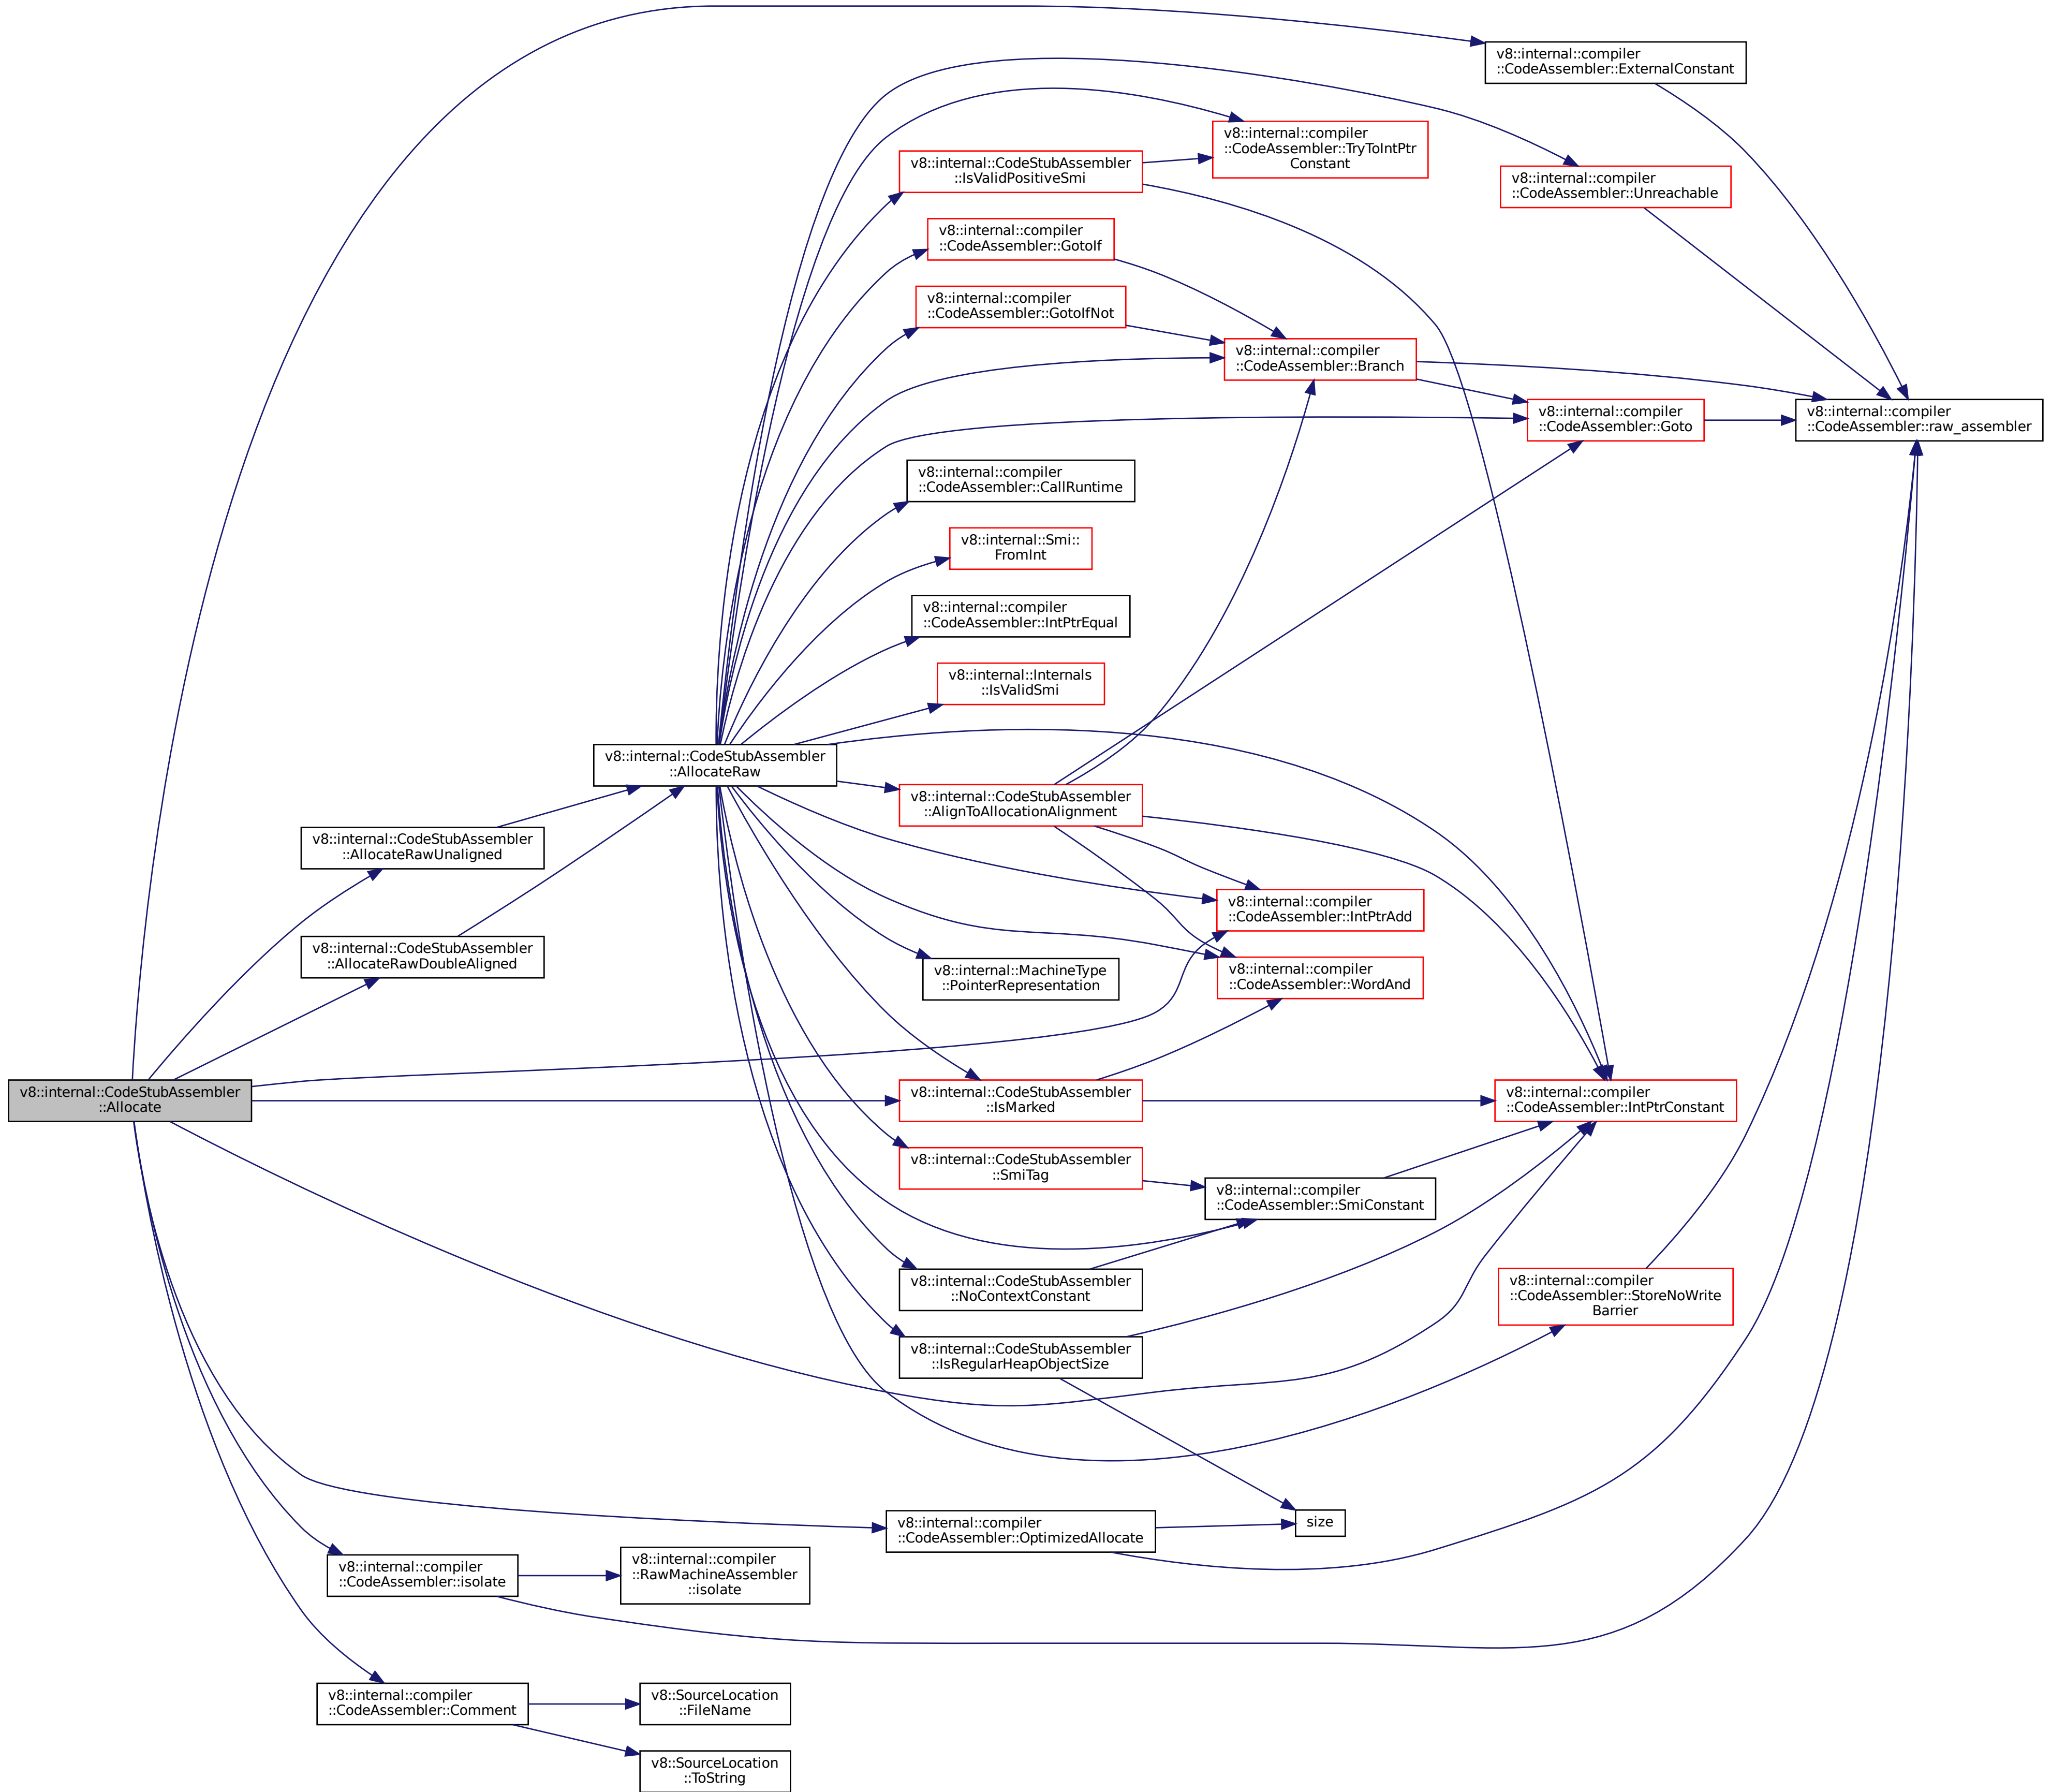 v8::internal::compiler
::CodeAssembler::ExternalConstant
v8::internal::compiler
::CodeAssembler::TryToIntPtr
Constant
v8::internal::CodeStubAssembler
::IsValidPositiveSmi
v8::internal::compiler
::CodeAssembler::Unreachable
v8::internal::compiler
::CodeAssembler::GotoIf
v8::internal::compiler
::CodeAssembler::GotoIfNot
v8::internal::compiler
::CodeAssembler::Branch
v8::internal::compiler
::CodeAssembler::Goto
v8::internal::compiler
::CodeAssembler::raw_assembler
v8::internal::compiler
::CodeAssembler::CallRuntime
v8::internal::Smi::
FromInt
v8::internal::compiler
::CodeAssembler::IntPtrEqual
v8::internal::Internals
::IsValidSmi
v8::internal::CodeStubAssembler
::AllocateRaw
v8::internal::CodeStubAssembler
::AlignToAllocationAlignment
v8::internal::CodeStubAssembler
::AllocateRawUnaligned
v8::internal::compiler
::CodeAssembler::IntPtrAdd
v8::internal::CodeStubAssembler
::AllocateRawDoubleAligned
v8::internal::MachineType
::PointerRepresentation
v8::internal::compiler
::CodeAssembler::WordAnd
v8::internal::CodeStubAssembler
::Allocate
v8::internal::CodeStubAssembler
::IsMarked
v8::internal::compiler
::CodeAssembler::IntPtrConstant
v8::internal::CodeStubAssembler
::SmiTag
v8::internal::compiler
::CodeAssembler::SmiConstant
v8::internal::CodeStubAssembler
::NoContextConstant
v8::internal::compiler
::CodeAssembler::StoreNoWrite
Barrier
v8::internal::CodeStubAssembler
::IsRegularHeapObjectSize
v8::internal::compiler
::CodeAssembler::OptimizedAllocate
size
v8::internal::compiler
::CodeAssembler::isolate
v8::internal::compiler
::RawMachineAssembler
::isolate
v8::internal::compiler
::CodeAssembler::Comment
v8::SourceLocation
::FileName
v8::SourceLocation
::ToString